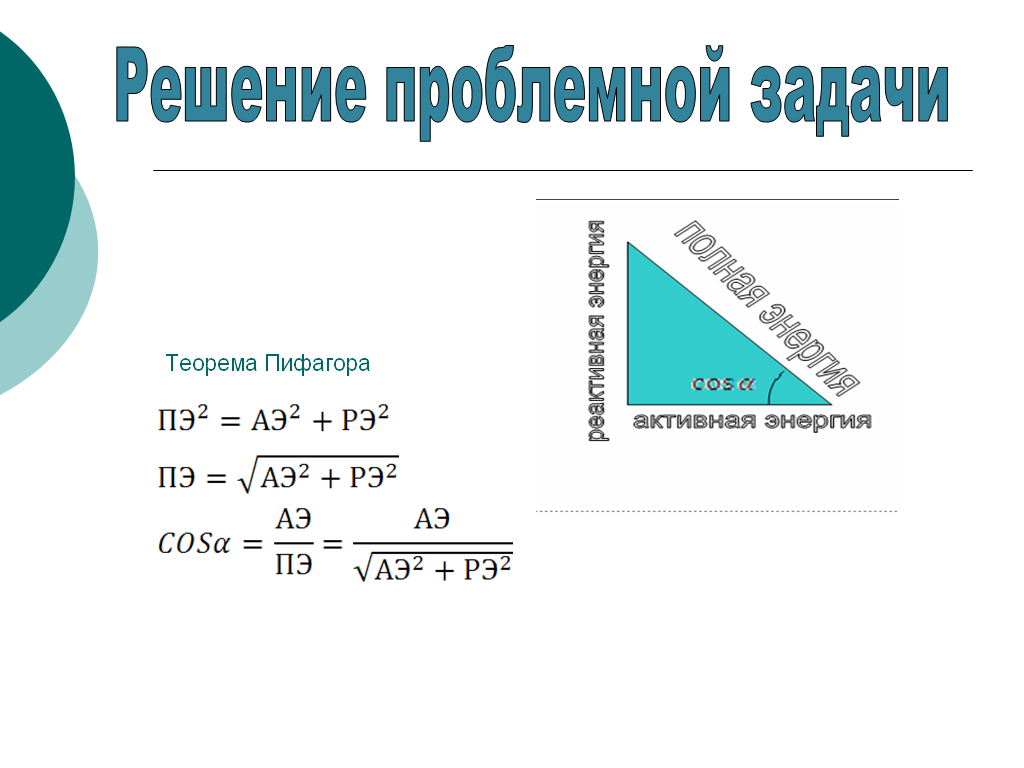 Решение проблемной задачи
Теорема Пифагора
ПЭ² = АЭ² + РЭ²
ПЭ = √(АЭ² + РЭ²)
COSα = АЭ/ПЭ = АЭ/√(АЭ² + РЭ²)
реактивная энергия
полная энергия
cos α
активная энергия